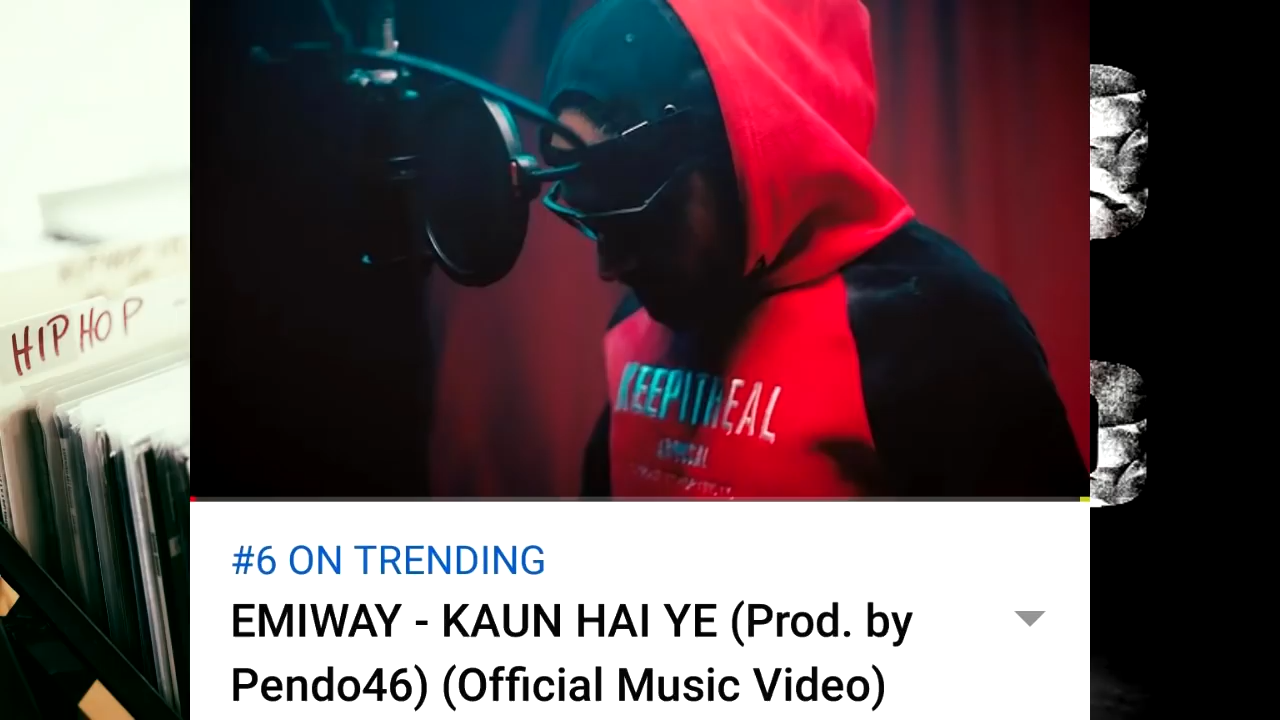 HIP HOP
KEEPITREAL
#6 ON TRENDING
EMIWAY - KAUN HAI YE (Prod. by
Pendo46) (Official Music Video)